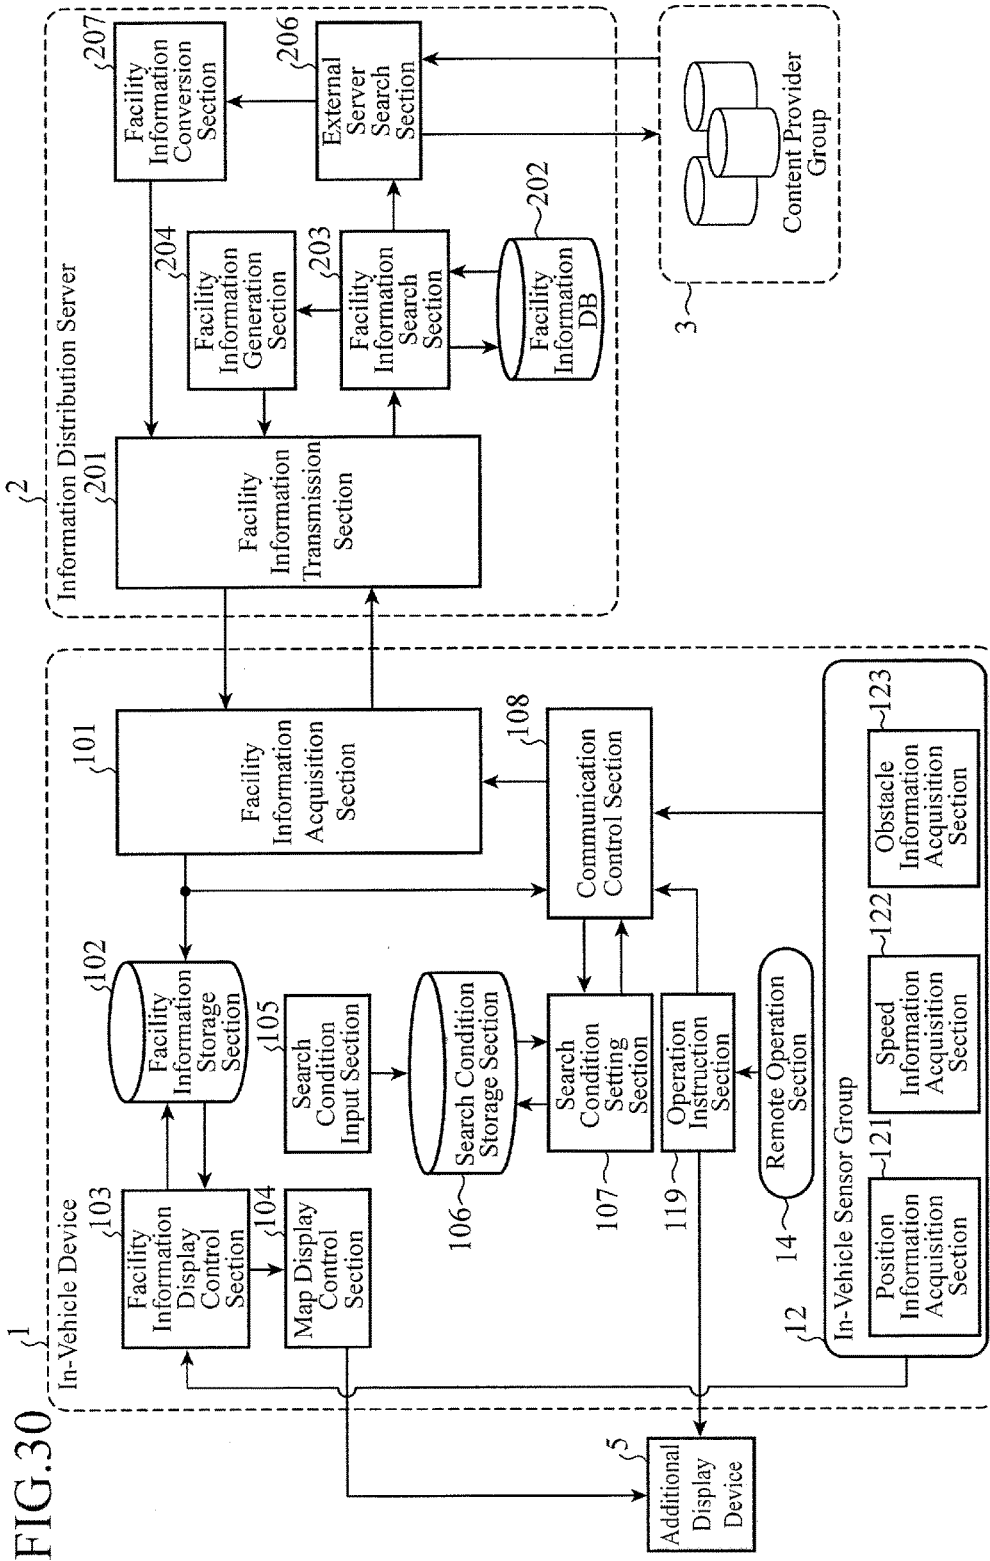 FIG.30
1
In-Vehicle Device
103
Facility
Information
Display
Control
Section
104
Map Display
Control
Section
102
Facility
Information
Storage
Section
105
Search
Condition
Input Section
106
Search Condition
Storage Section
107
Search
Condition
Setting
Section
119
Operation
Instruction
Section
14
Remote Operation
Section
101
Facility
Information
Acquisition
Section
108
Communication
Control Section
12
In-Vehicle Sensor Group
121
Position
Information
Acquisition
Section
122
Speed
Information
Acquisition
Section
123
Obstacle
Information
Acquisition
Section
5
Additional
Display
Device
2
Information Distribution Server
201
Facility
Information
Transmission
Section
204
Facility
Information
Generation
Section
203
Facility
Information
Search
Section
202
Facility
Information
DB
207
Facility
Information
Conversion
Section
206
External
Server
Search
Section
3
Content Provider
Group